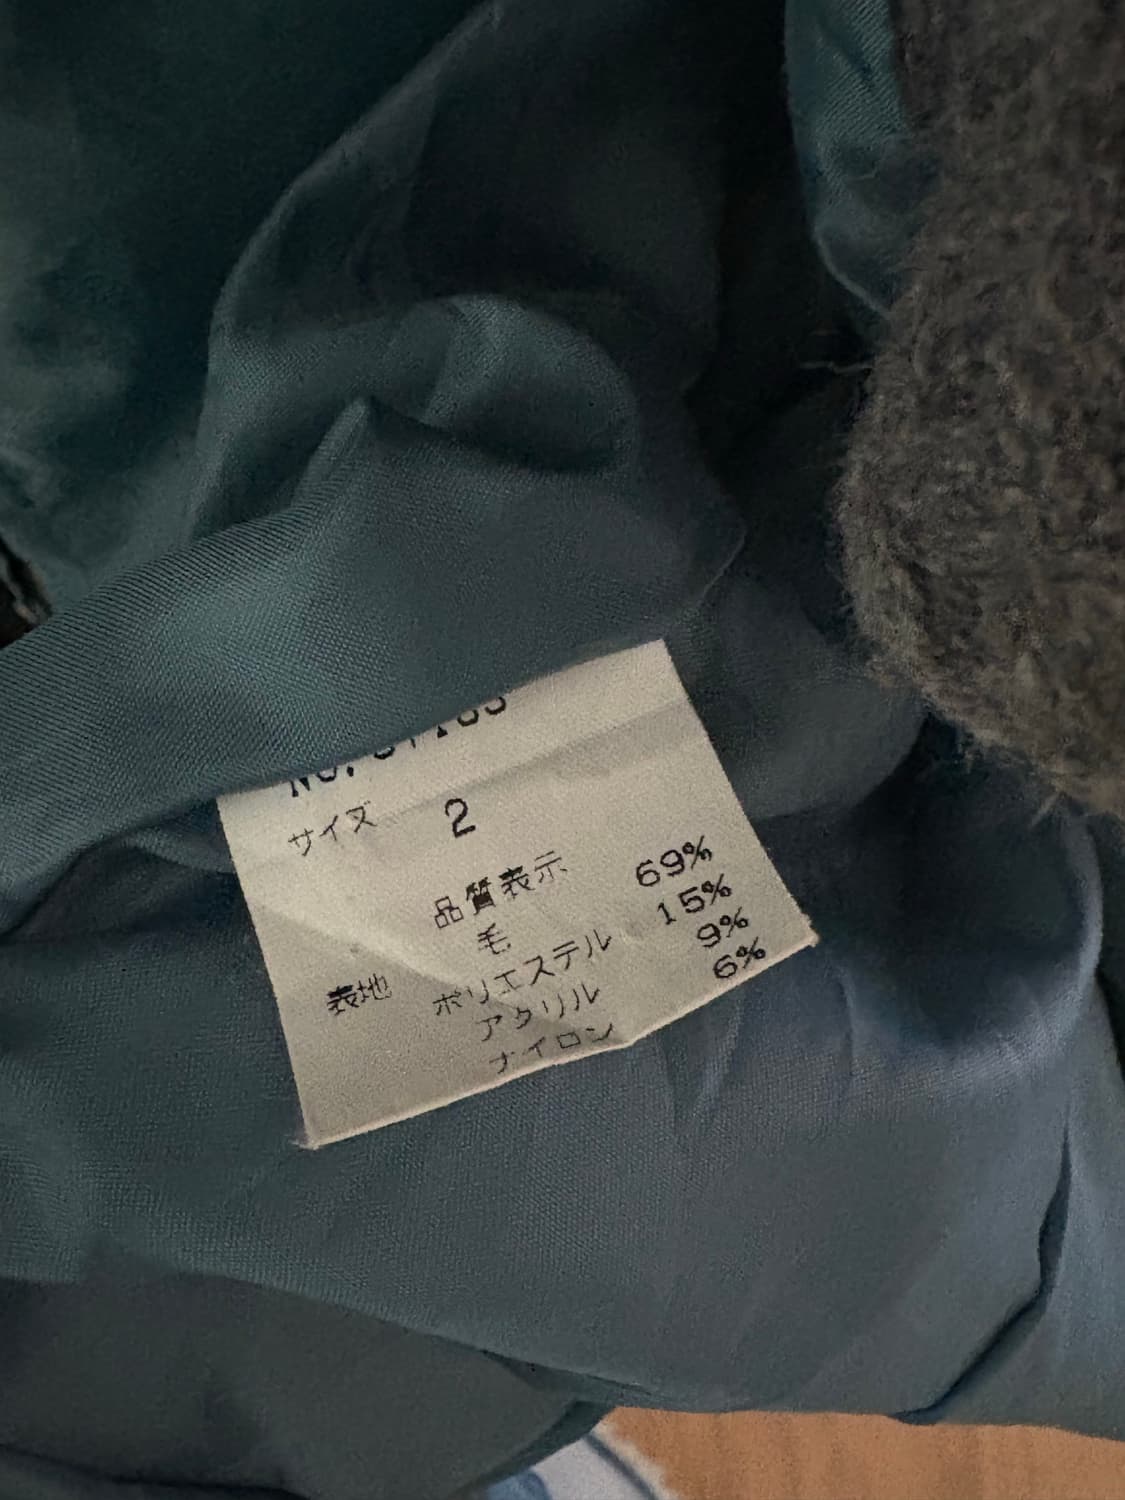 サイズ 2
品質表示
毛 69%
表地 ポリエステル 15%
アクリル 9%
ナイロン 6%